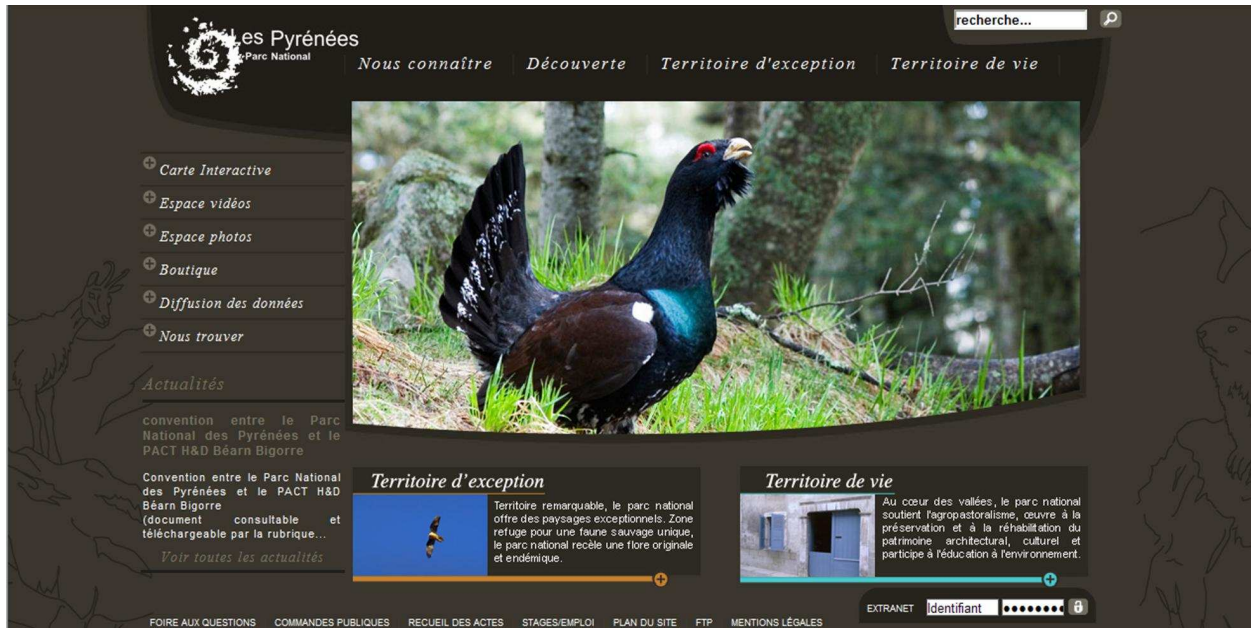 Les Pyrénées
Parc National
recherche...
Nous connaître
Découverte
Territoire d'exception
Territoire de vie
Carte Interactive
Espace vidéos
Espace photos
Boutique
Diffusion des données
Nous trouver
Actualités
convention entre le Parc
National des Pyrénées et le
PACT H&D Béarn Bigorre
Convention entre le Parc National
des Pyrénées et le PACT H&D
Béarn Bigorre
(document consultable et
téléchargeable par la rubrique...
Voir toutes les actualités
Territoire d'exception
Territoire remarquable, le parc national
offre des paysages exceptionnels. Zone
refuge pour une faune sauvage unique,
le parc national recèle une flore originale
et endémique.
Territoire de vie
Au cœur des vallées, le parc national
soutient l'agropastoralisme, œuvre à la
préservation et à la réhabilitation du
patrimoine architectural, culturel et
participe à l'éducation à l'environnement.
EXTRANET
Identifiant
FOIRE AUX QUESTIONS
COMMANDES PUBLIQUES
RECUEIL DES ACTES
STAGES/EMPLOI
PLAN DU SITE
FTP
MENTIONS LÉGALES